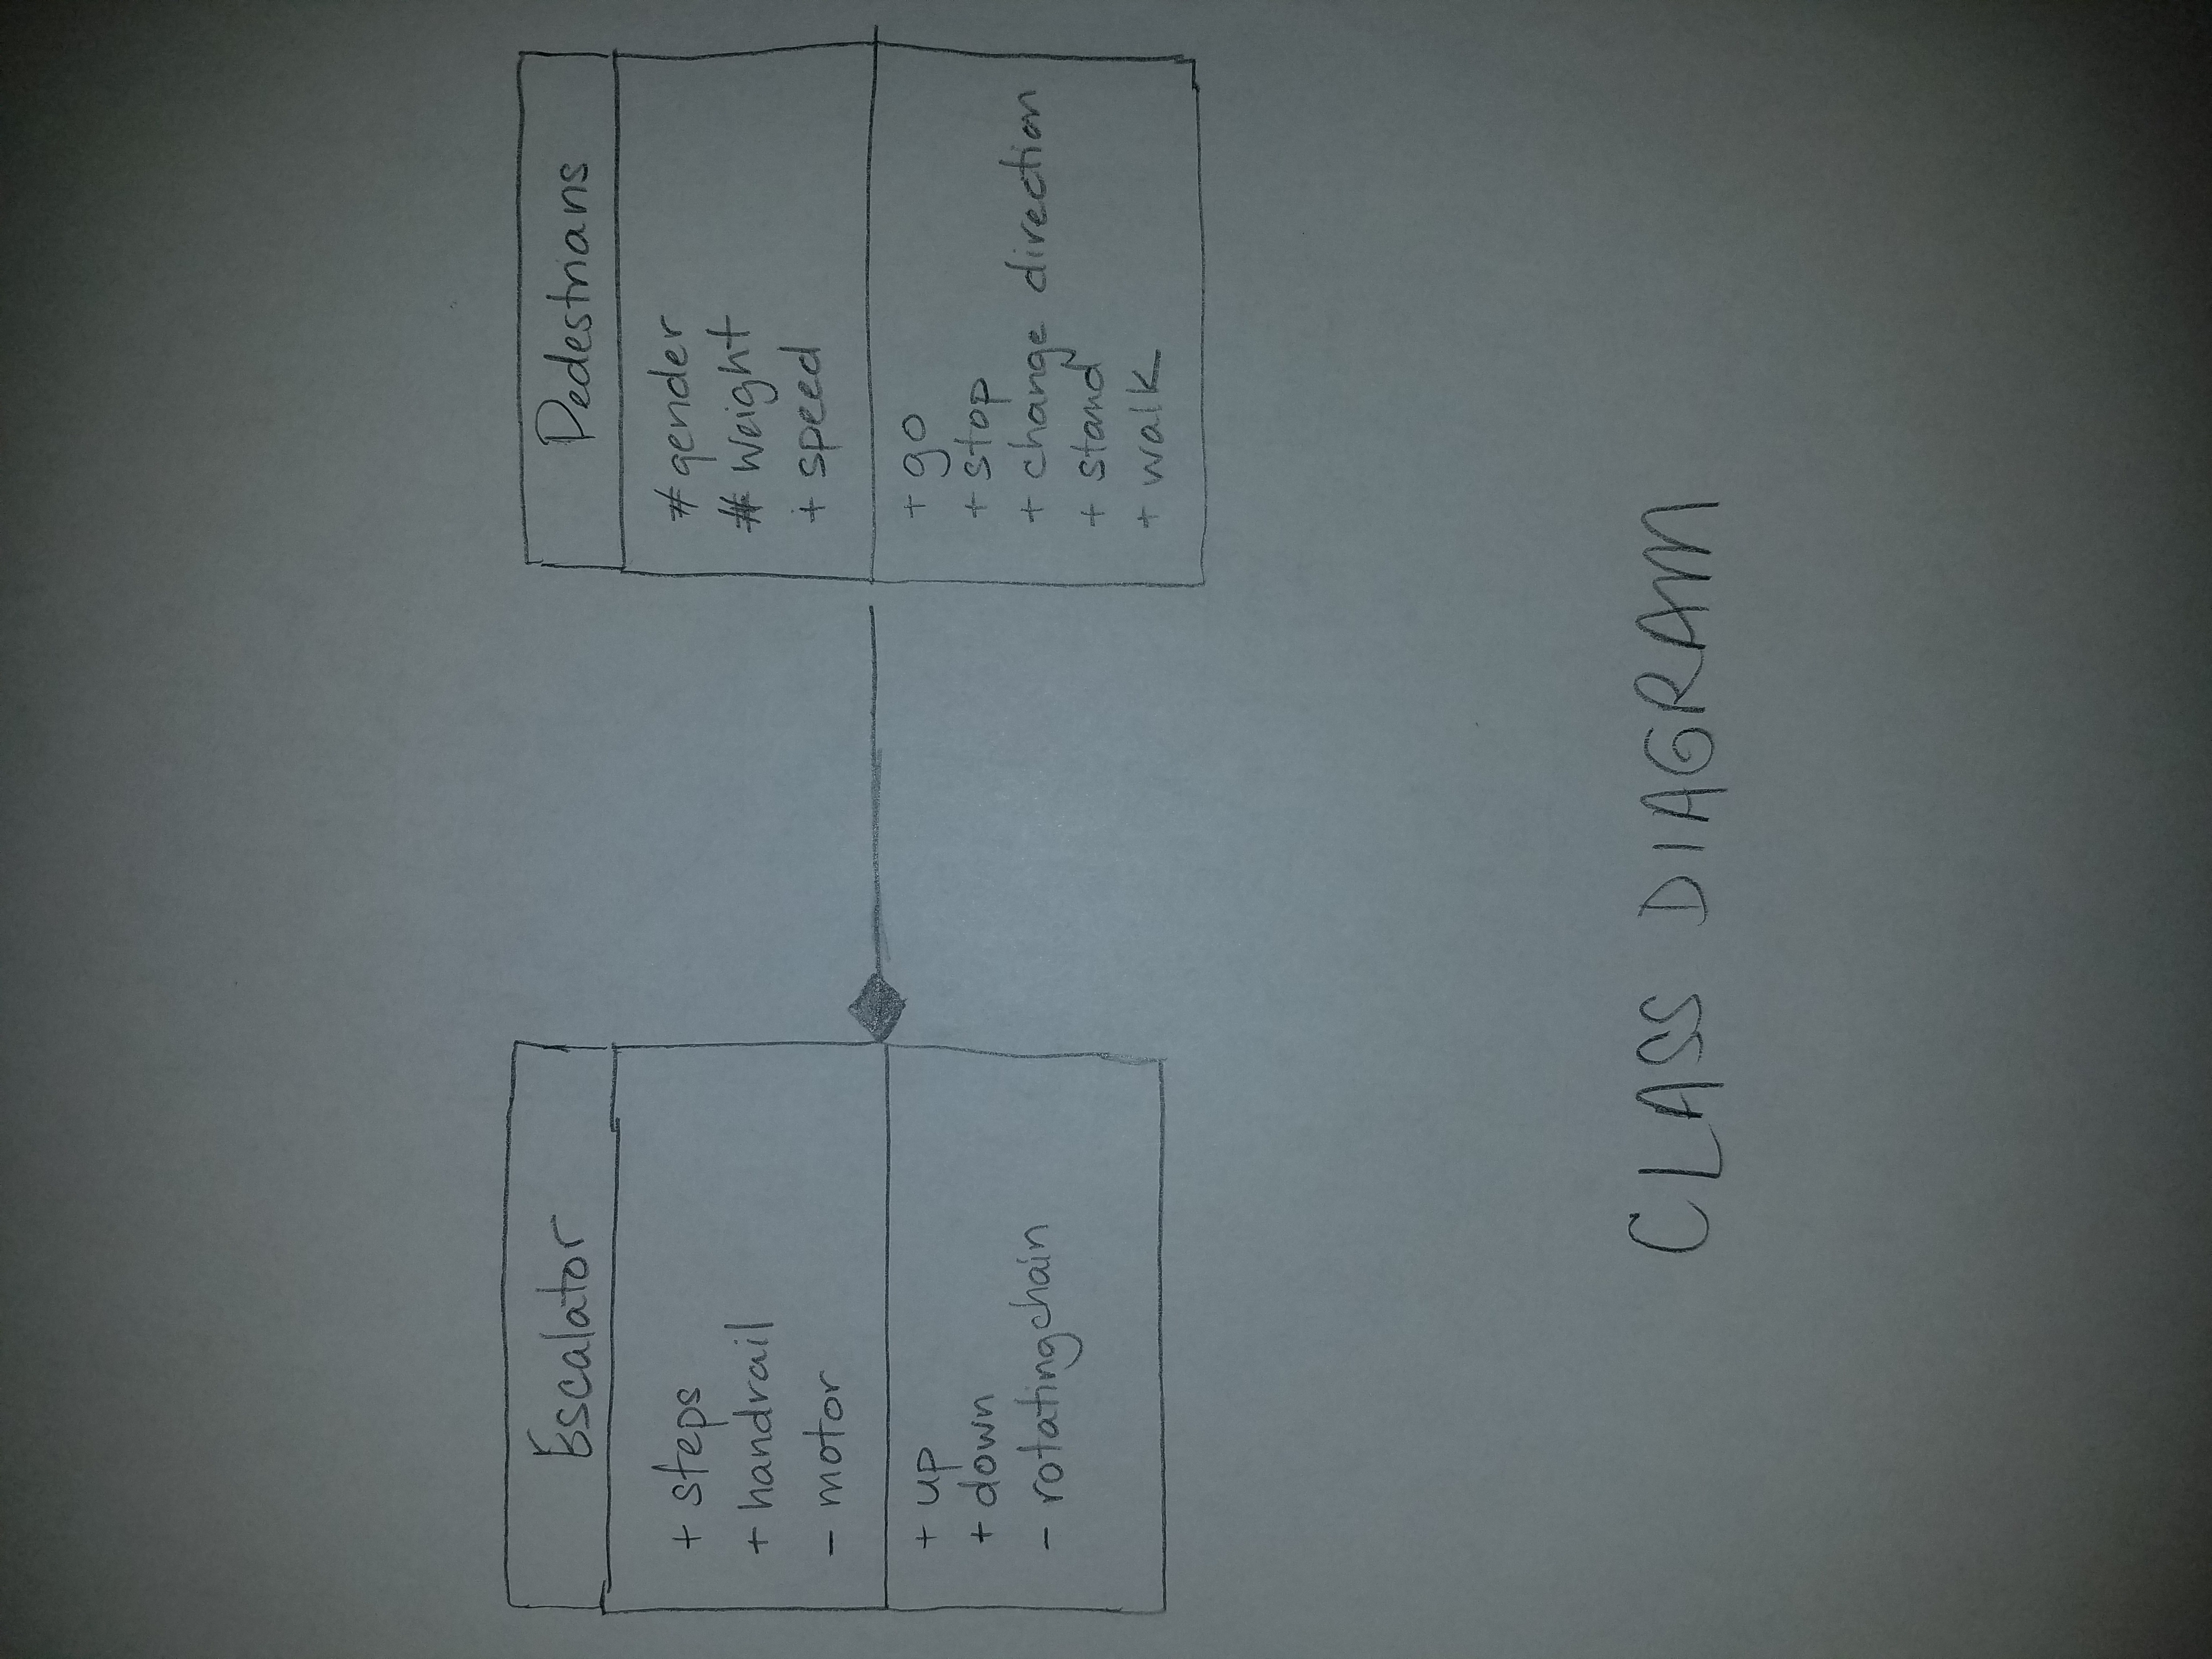 Escalator
+ steps
+ handrail
- motor
+ up
+ down
- rotatingchain
Pedestrians
# gender
# weight
+ speed
+ go
+ stop
+ change direction
+ stand
+ walk
CLASS DIAGRAM